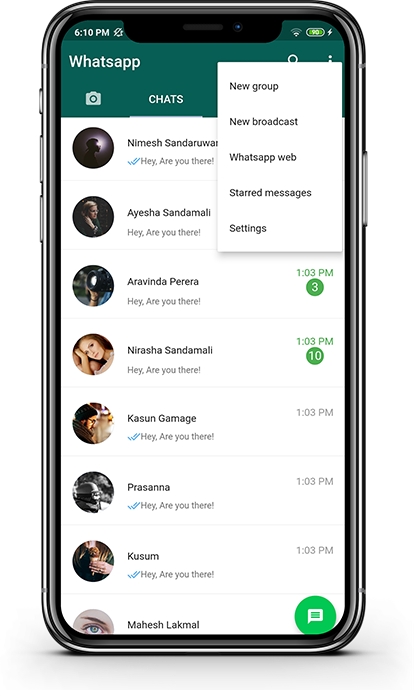 6:10 PM
90
Whatsapp
CHATS
New group
New broadcast
Whatsapp web
Starred messages
Settings
Nimesh Sandaruwan
Hey, Are you there!
Ayesha Sandamali
Hey, Are you there!
Aravinda Perera
1:03 PM
Hey, Are you there!
3
Nirasha Sandamali
1:03 PM
Hey, Are you there!
10
Kasun Gamage
1:03 PM
Hey, Are you there!
Prasanna
1:03 PM
Hey, Are you there!
Kusum
1:03 PM
Hey, Are you there!
Mahesh Lakmal